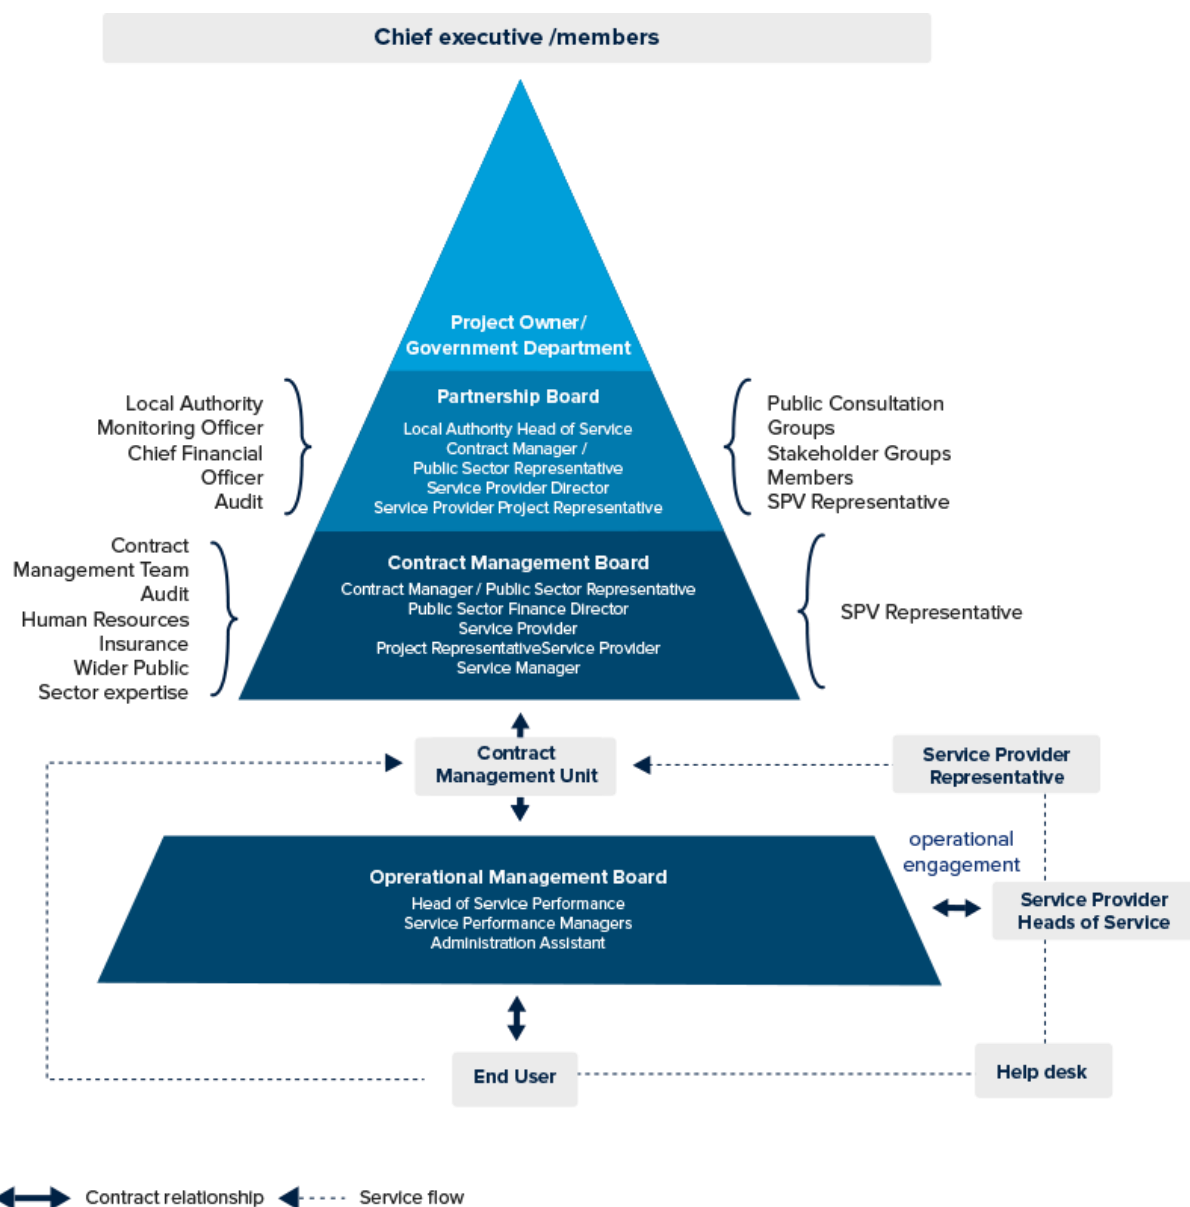 Chief executive /members
Project Owner/
Government Department
Partnership Board
Local Authority Head of Service
Contract Manager /
Public Sector Representative
Service Provider Director
Service Provider Project Representative
Local Authority
Monitoring Officer
Chief Financial
Officer
Audit
Public Consultation
Groups
Stakeholder Groups
Members
SPV Representative
Contract Management Board
Contract Manager / Public Sector Representative
Public Sector Finance Director
Service Provider
Project RepresentativeService Provider
Service Manager
Contract
Management Team
Audit
Human Resources
Insurance
Wider Public
Sector expertise
SPV Representative
Contract
Management Unit
Service Provider
Representative
operational
engagement
Oprerational Management Board
Head of Service Performance
Service Performance Managers
Administration Assistant
Service Provider
Heads of Service
End User
Help desk
Contract relationship
Service flow